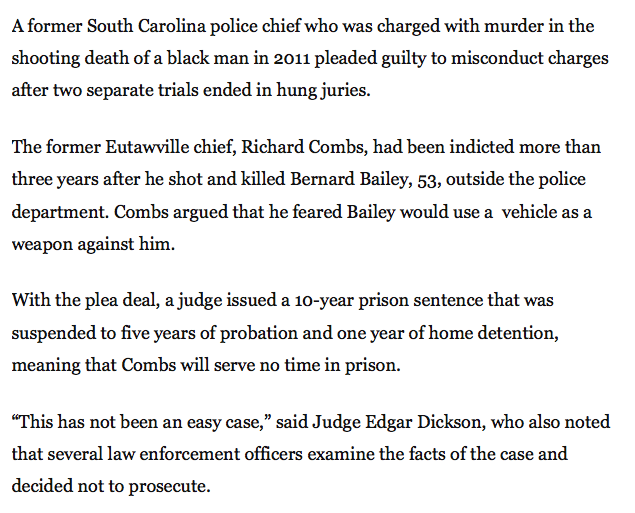 A former South Carolina police chief who was charged with murder in the
shooting death of a black man in 2011 pleaded guilty to misconduct charges
after two separate trials ended in hung juries.
The former Eutawville chief, Richard Combs, had been indicted more than
three years after he shot and killed Bernard Bailey, 53, outside the police
department. Combs argued that he feared Bailey would use a vehicle as a
weapon against him.
With the plea deal, a judge issued a 10-year prison sentence that was
suspended to five years of probation and one year of home detention,
meaning that Combs will serve no time in prison.
“This has not been an easy case,” said Judge Edgar Dickson, who also noted
that several law enforcement officers examine the facts of the case and
decided not to prosecute.